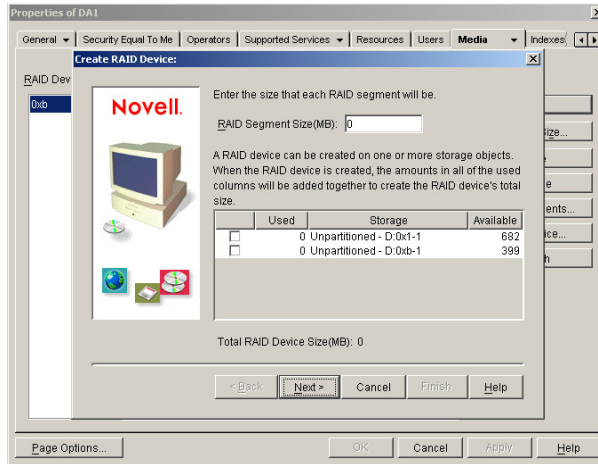 Properties of DA1
General Security Equal To Me Operators Supported Services Resources Users Media Indexes
Create RAID Device:
RAID Dev
0xb
Novell.
Enter the size that each RAID segment will be.
RAID Segment Size(MB): 0
A RAID device can be created on one or more storage objects.
When the RAID device is created, the amounts in all of the used
columns will be added together to create the RAID device's total
size.
Used Storage Available
0 Unpartitioned - D:0x1-1 682
0 Unpartitioned - D:0xb-1 399
Total RAID Device Size(MB): 0
< Back Next > Cancel Finish Help
Page Options... OK Cancel Apply Help